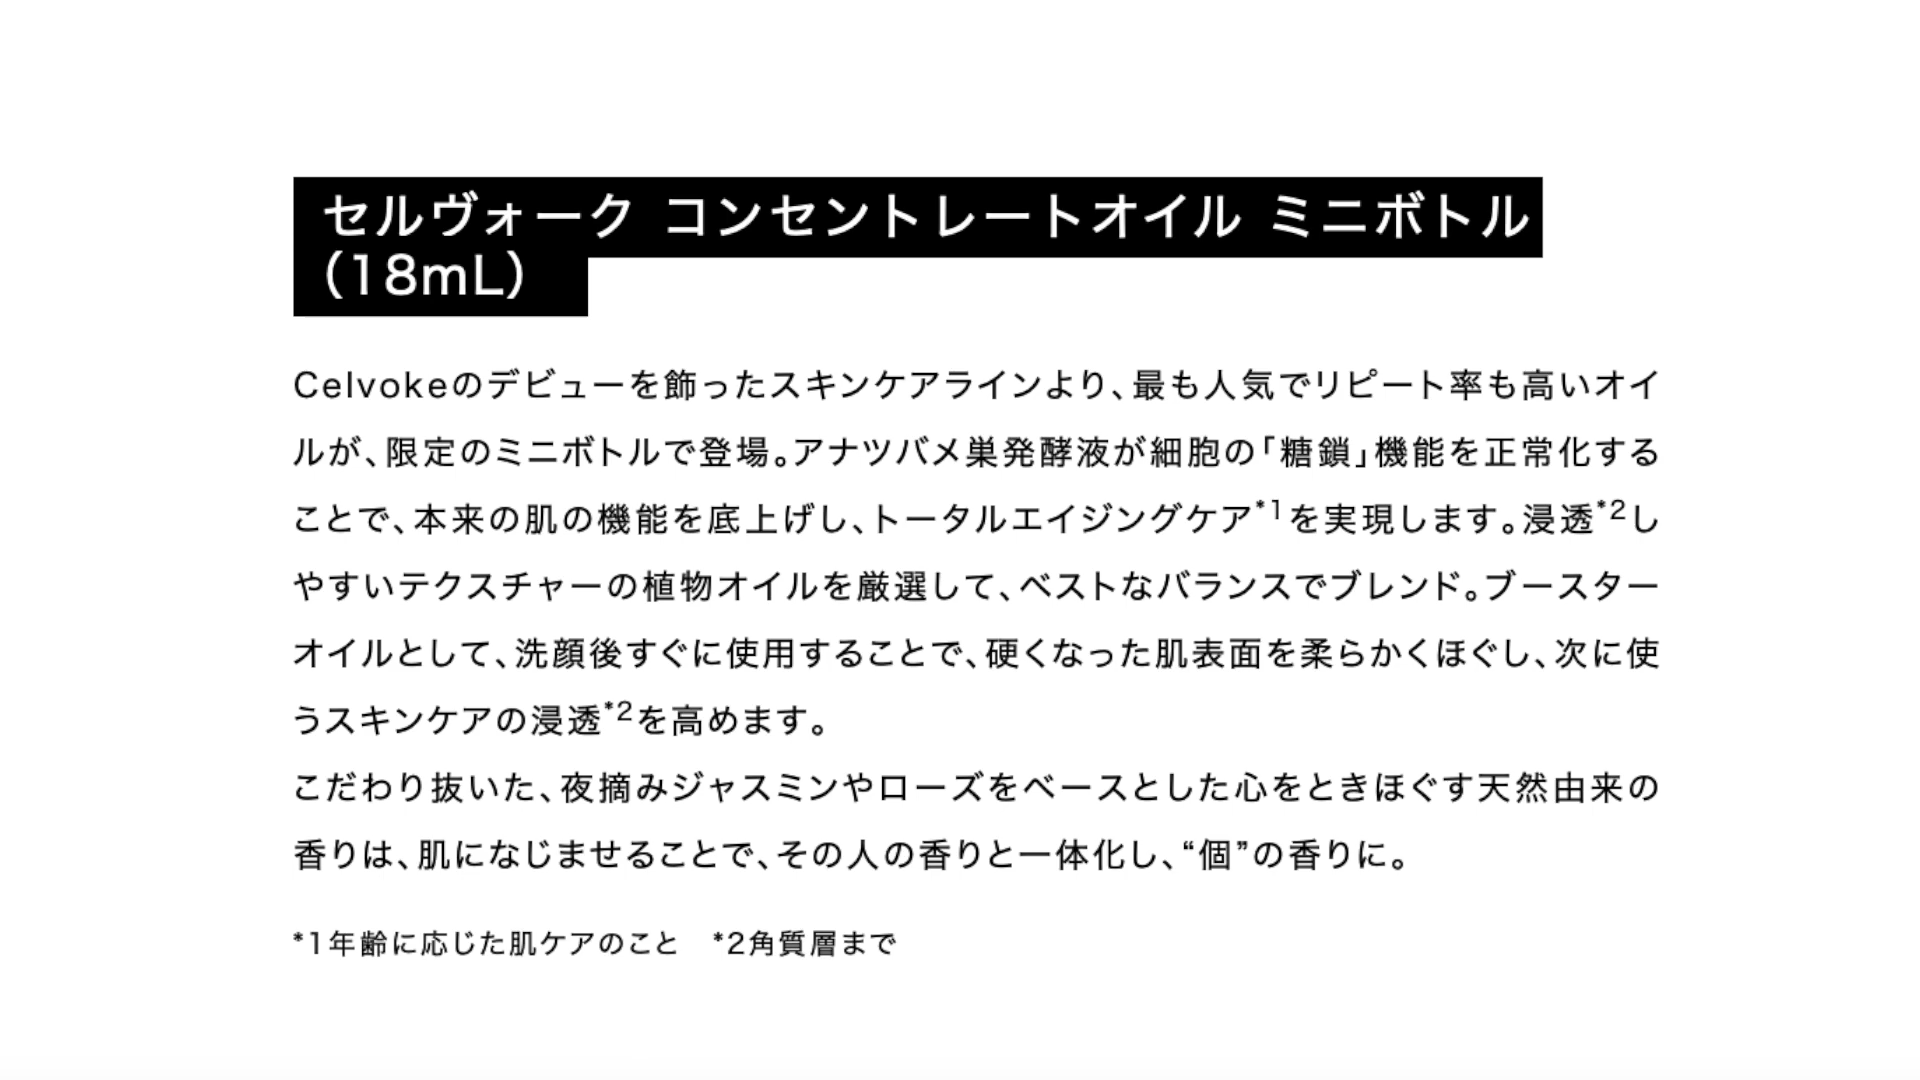 セルヴォーク コンセントレートオイル ミニボトル
(18mL)
Celvokeのデビューを飾ったスキンケアラインより、最も人気でリピート率も高いオイ
ルが、限定のミニボトルで登場。アナツバメ巣発酵液が細胞の「糖鎖」機能を正常化する
ことで、本来の肌の機能を底上げし、トータルエイジングケア*1を実現します。浸透*2し
やすいテクスチャーの植物オイルを厳選して、ベストなバランスでブレンド。ブースター
オイルとして、洗顔後すぐに使用することで、硬くなった肌表面を柔らかくほぐし、次に使
うスキンケアの浸透*2を高めます。
こだわり抜いた、夜摘みジャスミンやローズをベースとした心をときほぐす天然由来の
香りは、肌になじませることで、その人の香りと一体化し、“個”の香りに。
*1年齢に応じた肌ケアのこと　*2角質層まで